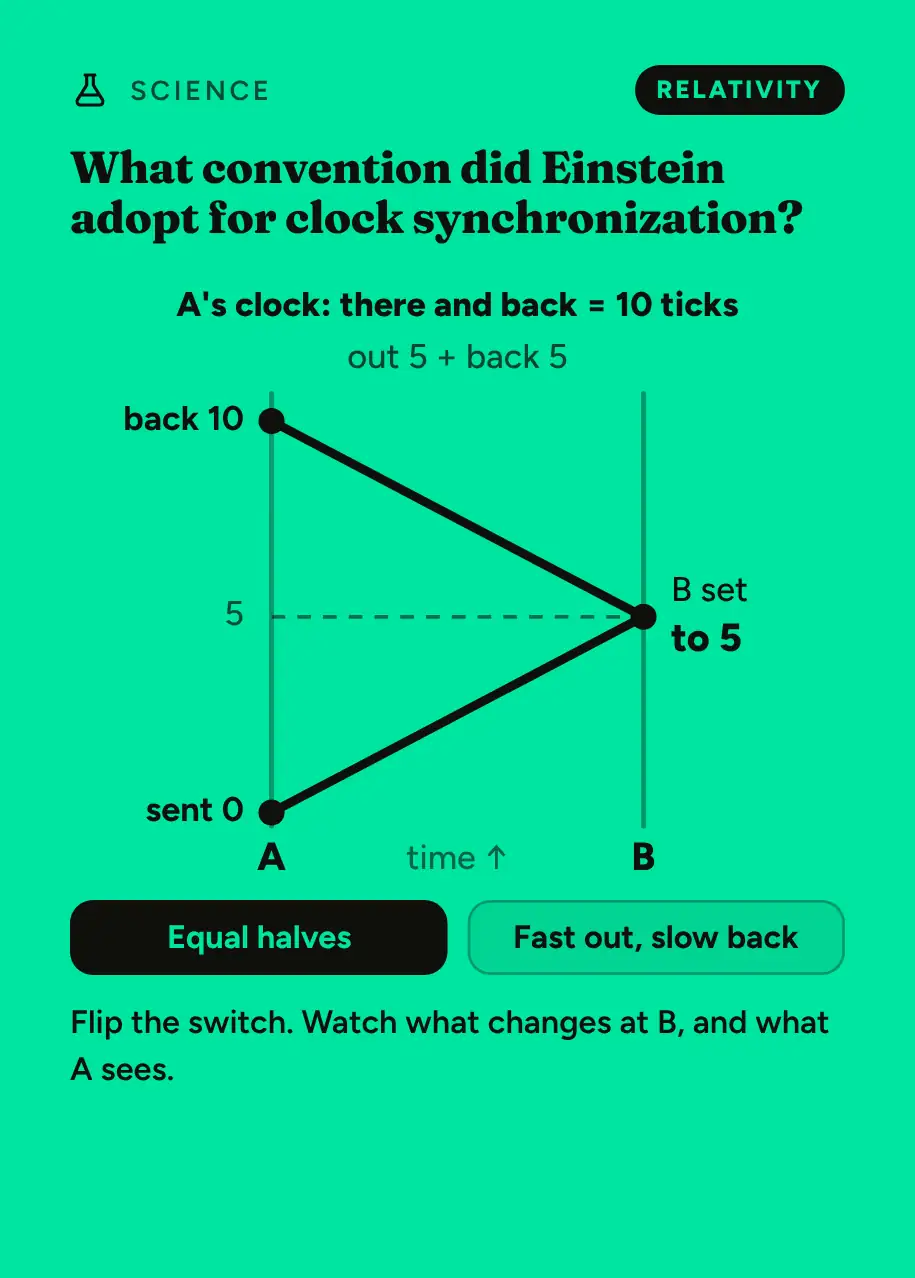 SCIENCE
RELATIVITY
What convention did Einstein
adopt for clock synchronization?
A's clock: there and back = 10 ticks
out 5 + back 5
back 10
5
B set
to 5
sent 0
A
time ↑
B
Equal halves
Fast out, slow back
Flip the switch. Watch what changes at B, and what
A sees.